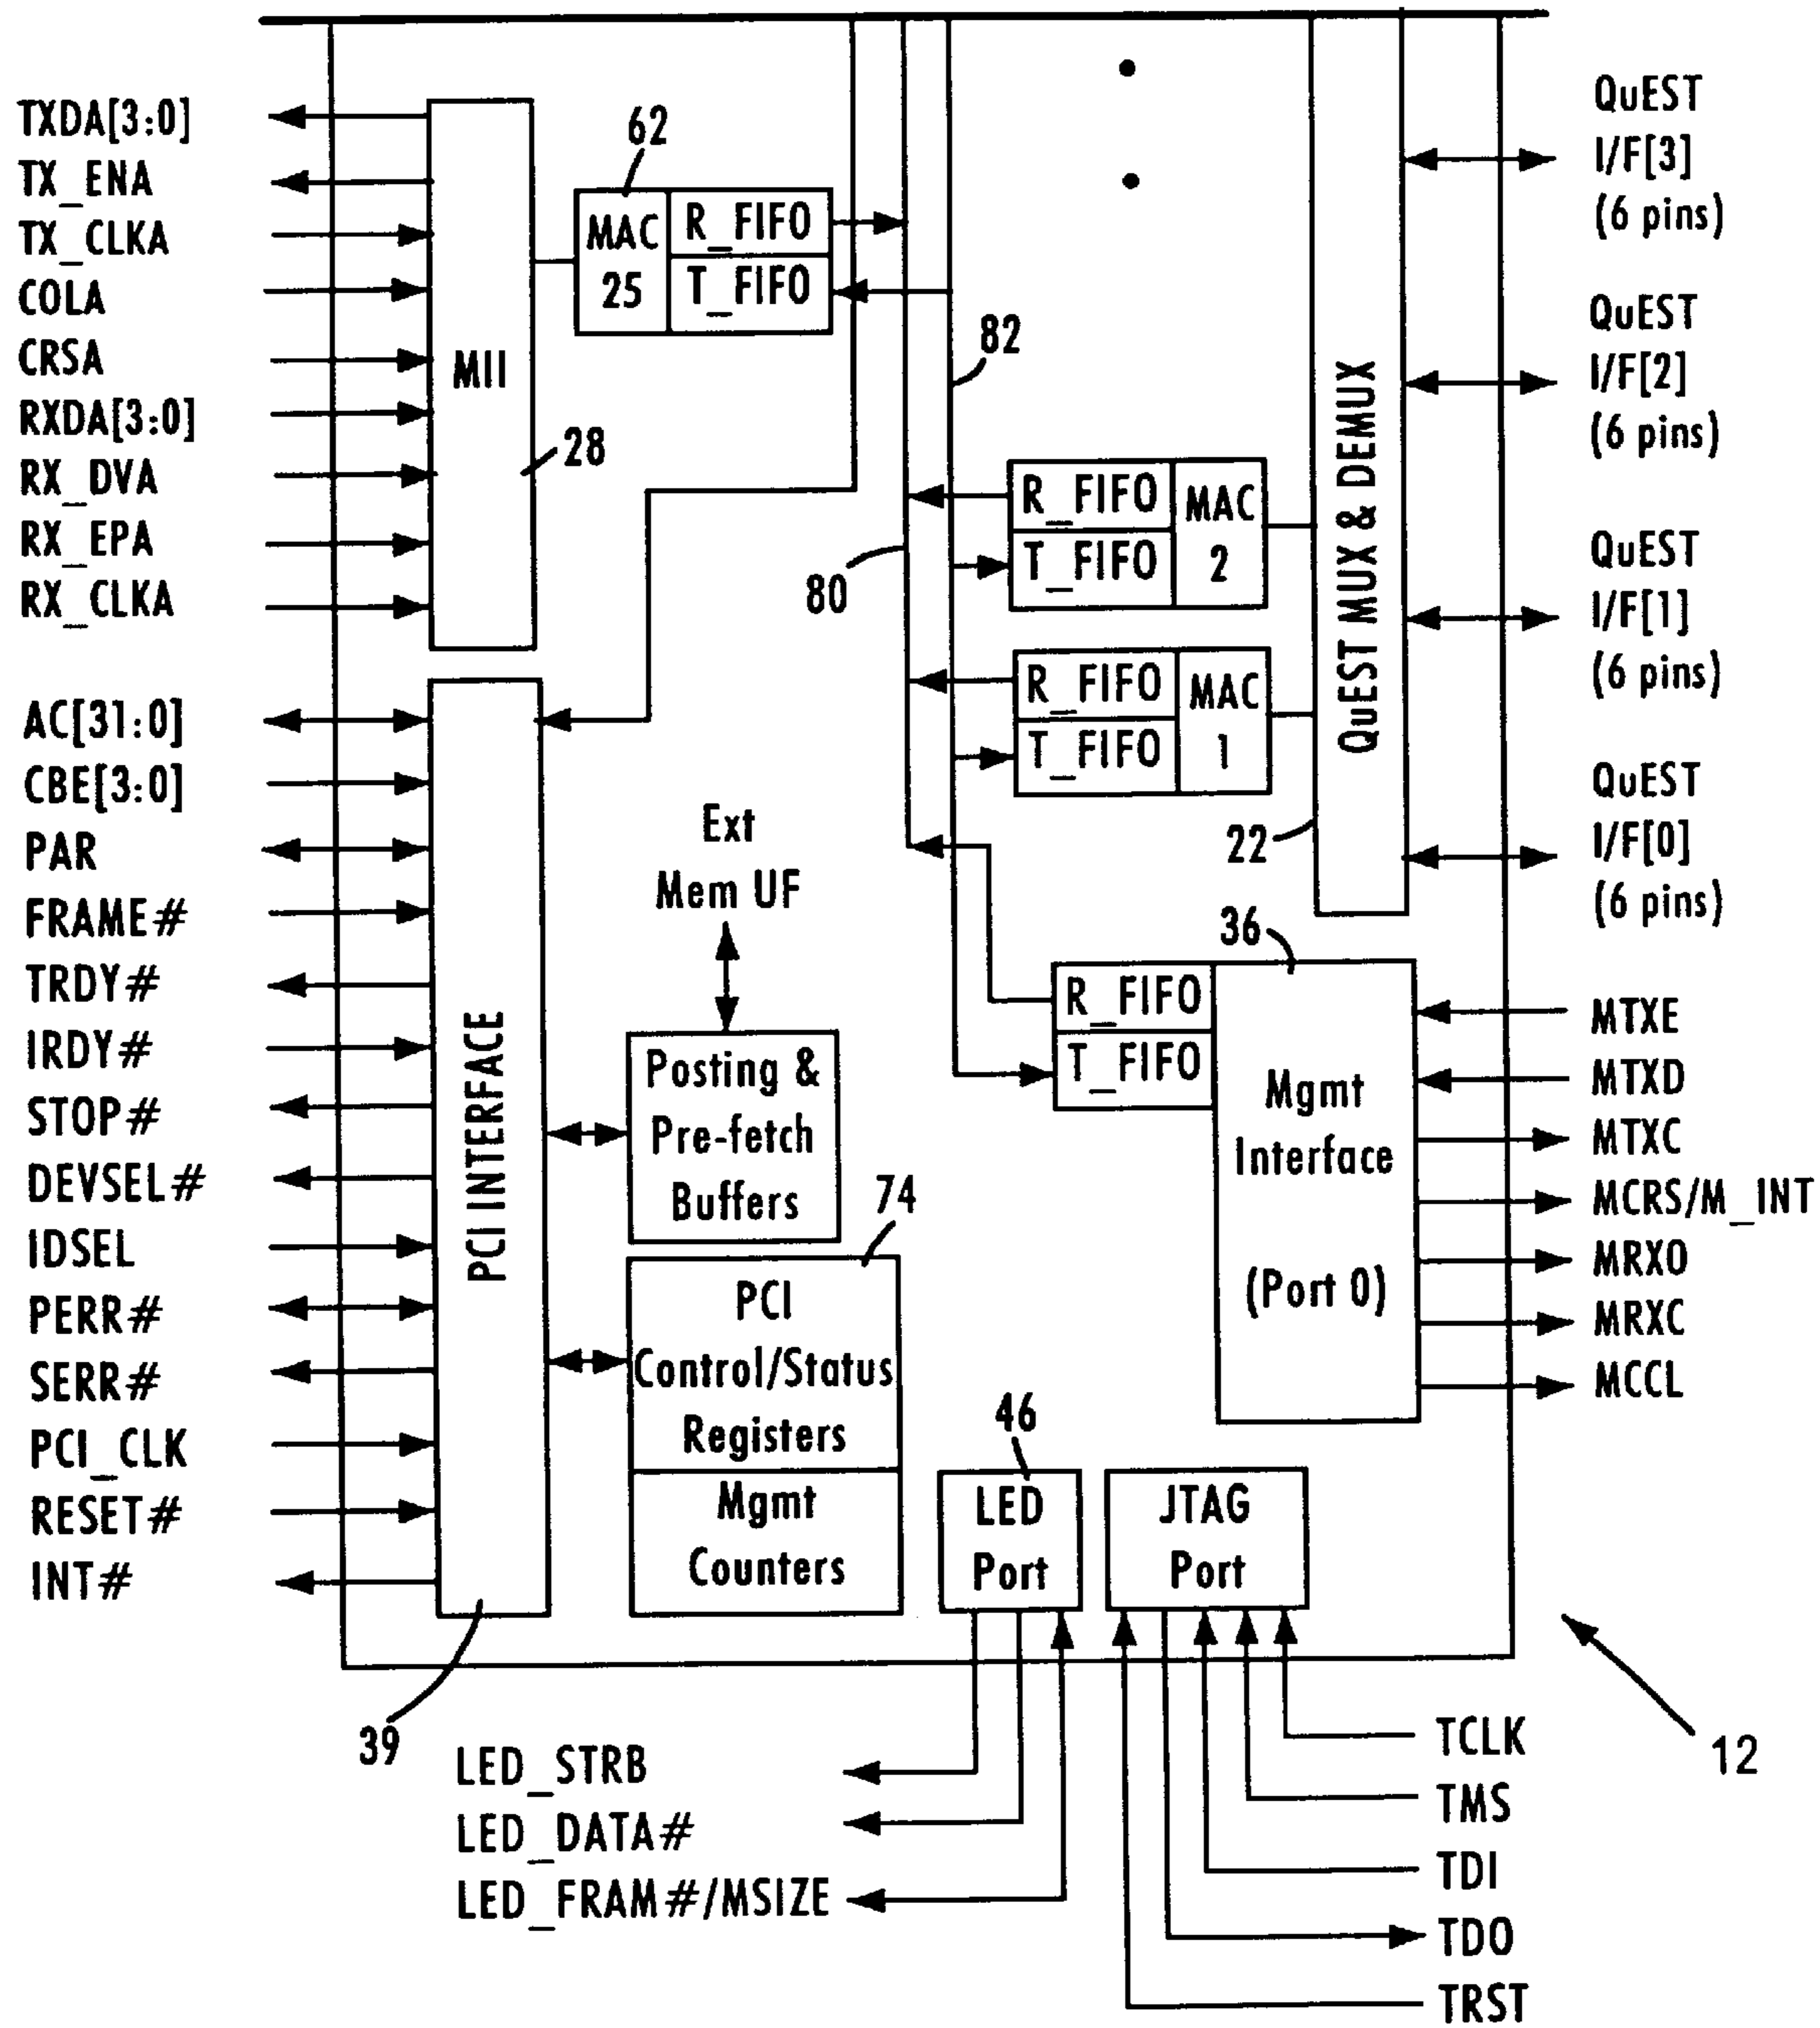 TXDA[3:0]
TX_ENA
TX_CLKA
COLA
CRSA
RXDA[3:0]
RX_DVA
RX_EPA
RX_CLKA
MII
28
62
MAC
25
R_FIFO
T_FIFO
82
80
R_FIFO
T_FIFO
MAC
2
R_FIFO
T_FIFO
MAC
1
QuEST MUX & DEMUX
22
QuEST
I/F[3]
(6 pins)
QuEST
I/F[2]
(6 pins)
QuEST
I/F[1]
(6 pins)
QuEST
I/F[0]
(6 pins)
AC[31:0]
CBE[3:0]
PAR
FRAME#
TRDY#
IRDY#
STOP#
DEVSEL#
IDSEL
PERR#
SERR#
PCI_CLK
RESET#
INT#
PCI INTERFACE
39
Ext
Mem UF
Posting &
Pre-fetch
Buffers
74
PCI
Control/Status
Registers
Mgmt
Counters
36
R_FIFO
T_FIFO
Mgmt
Interface
(Port 0)
MTXE
MTXD
MTXC
MCRS/M_INT
MRXO
MRXC
MCCL
46
LED
Port
JTAG
Port
LED_STRB
LED_DATA#
LED_FRAM#/MSIZE
TCLK
TMS
TDI
TDO
TRST
12